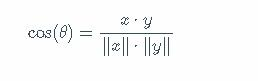 cos(θ) = x · y / ‖x‖ · ‖y‖